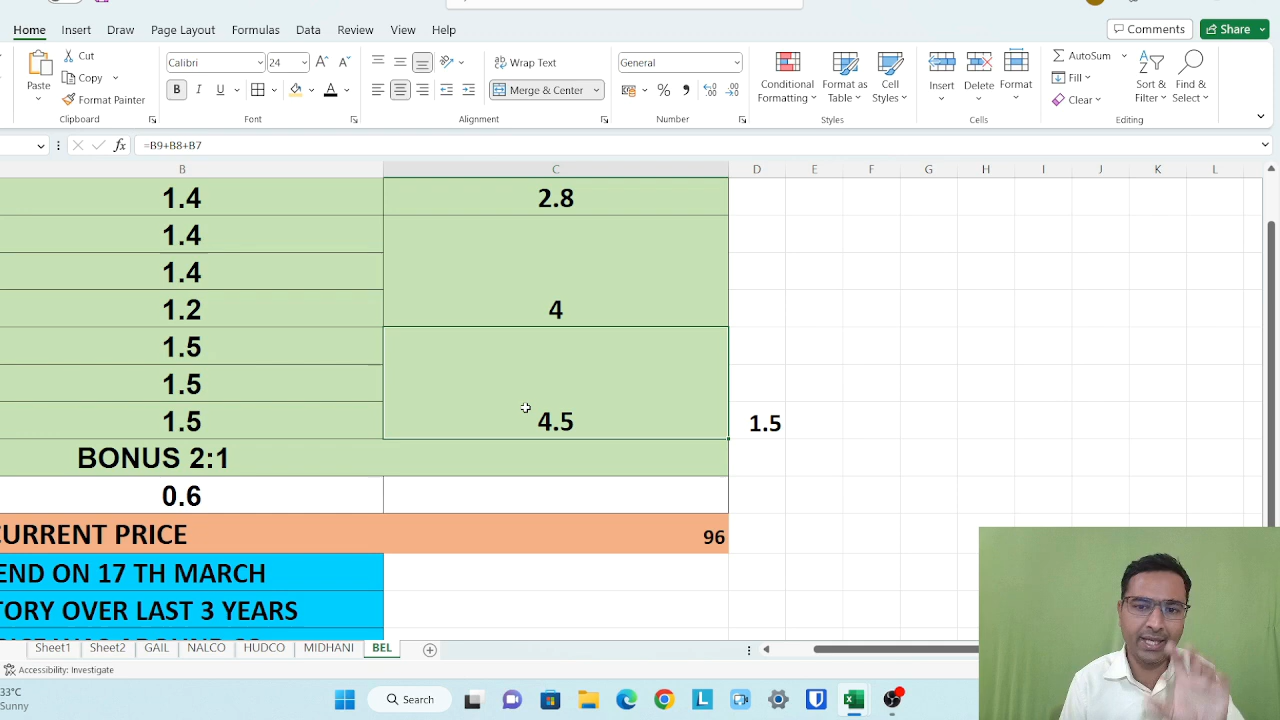 Home Insert Draw Page Layout Formulas Data Review View Help Comments Share
Paste Cut Copy Format Painter Clipboard
Calibri 24 B I U A Font
Wrap Text Merge & Center Alignment
General % Number
Conditional Formatting Format as Table Cell Styles Styles
Insert Delete Format Cells
AutoSum Fill Clear Sort & Filter Find & Select Editing
fx =B9+B8+B7
B C D E F G H I J K L
1.4 2.8
1.4
1.4
1.2 4
1.5
1.5
1.5 4.5 1.5
BONUS 2:1
0.6
CURRENT PRICE 96
END ON 17 TH MARCH
TORY OVER LAST 3 YEARS
Sheet1 Sheet2 GAIL NALCO HUDCO MIDHANI BEL
Accessibility: Investigate
33°C
Sunny
Search